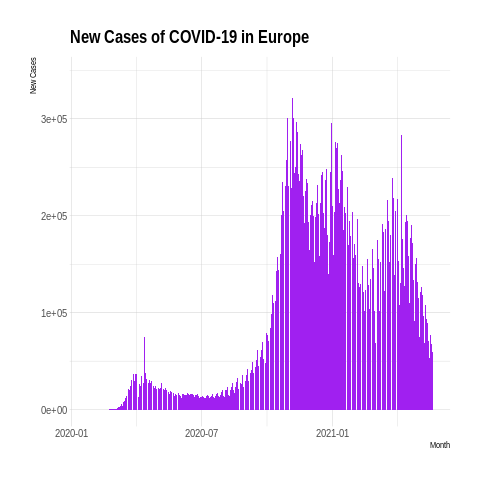 New Cases of COVID-19 in Europe
New Cases
3e+05
2e+05
1e+05
0e+00
2020-01 2020-07 2021-01
Month